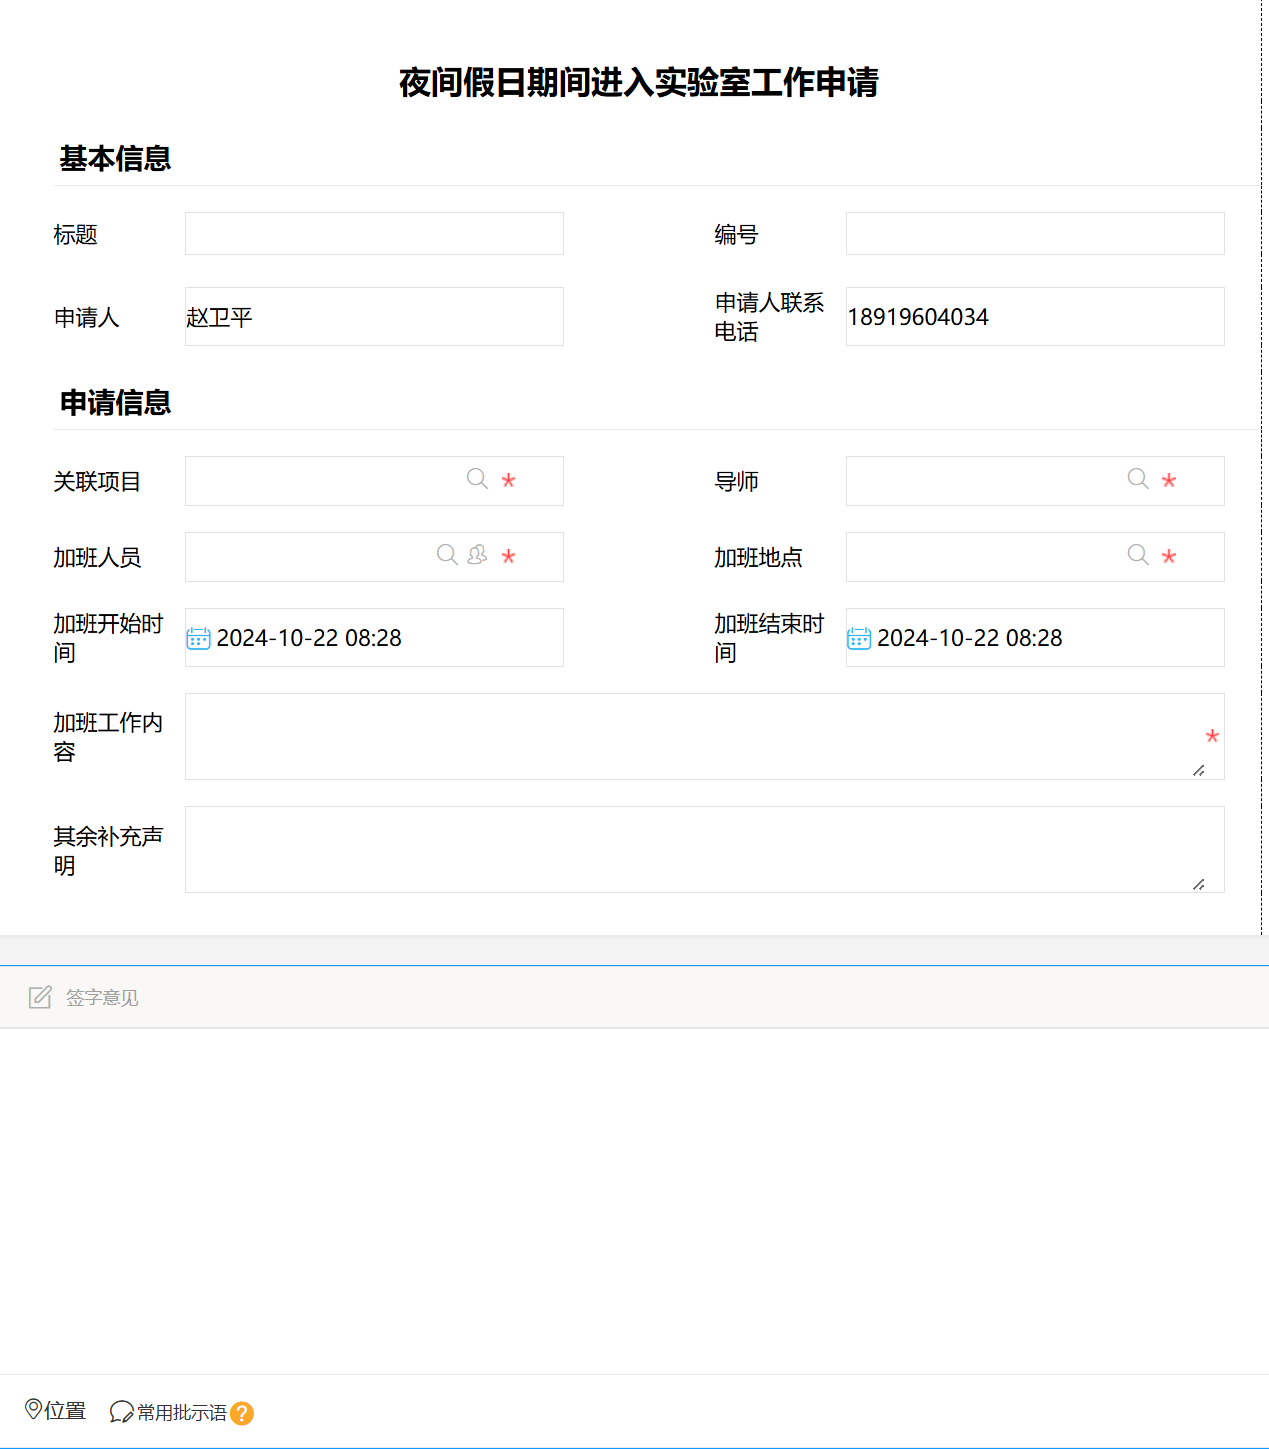 夜间假日期间进入实验室工作申请
基本信息
标题
编号
申请人
赵卫平
申请人联系
电话
18919604034
申请信息
关联项目
*
导师
*
加班人员
*
加班地点
*
加班开始时
间
2024-10-22 08:28
加班结束时
间
2024-10-22 08:28
加班工作内
容
*
其余补充声
明
签字意见
位置
常用批示语?